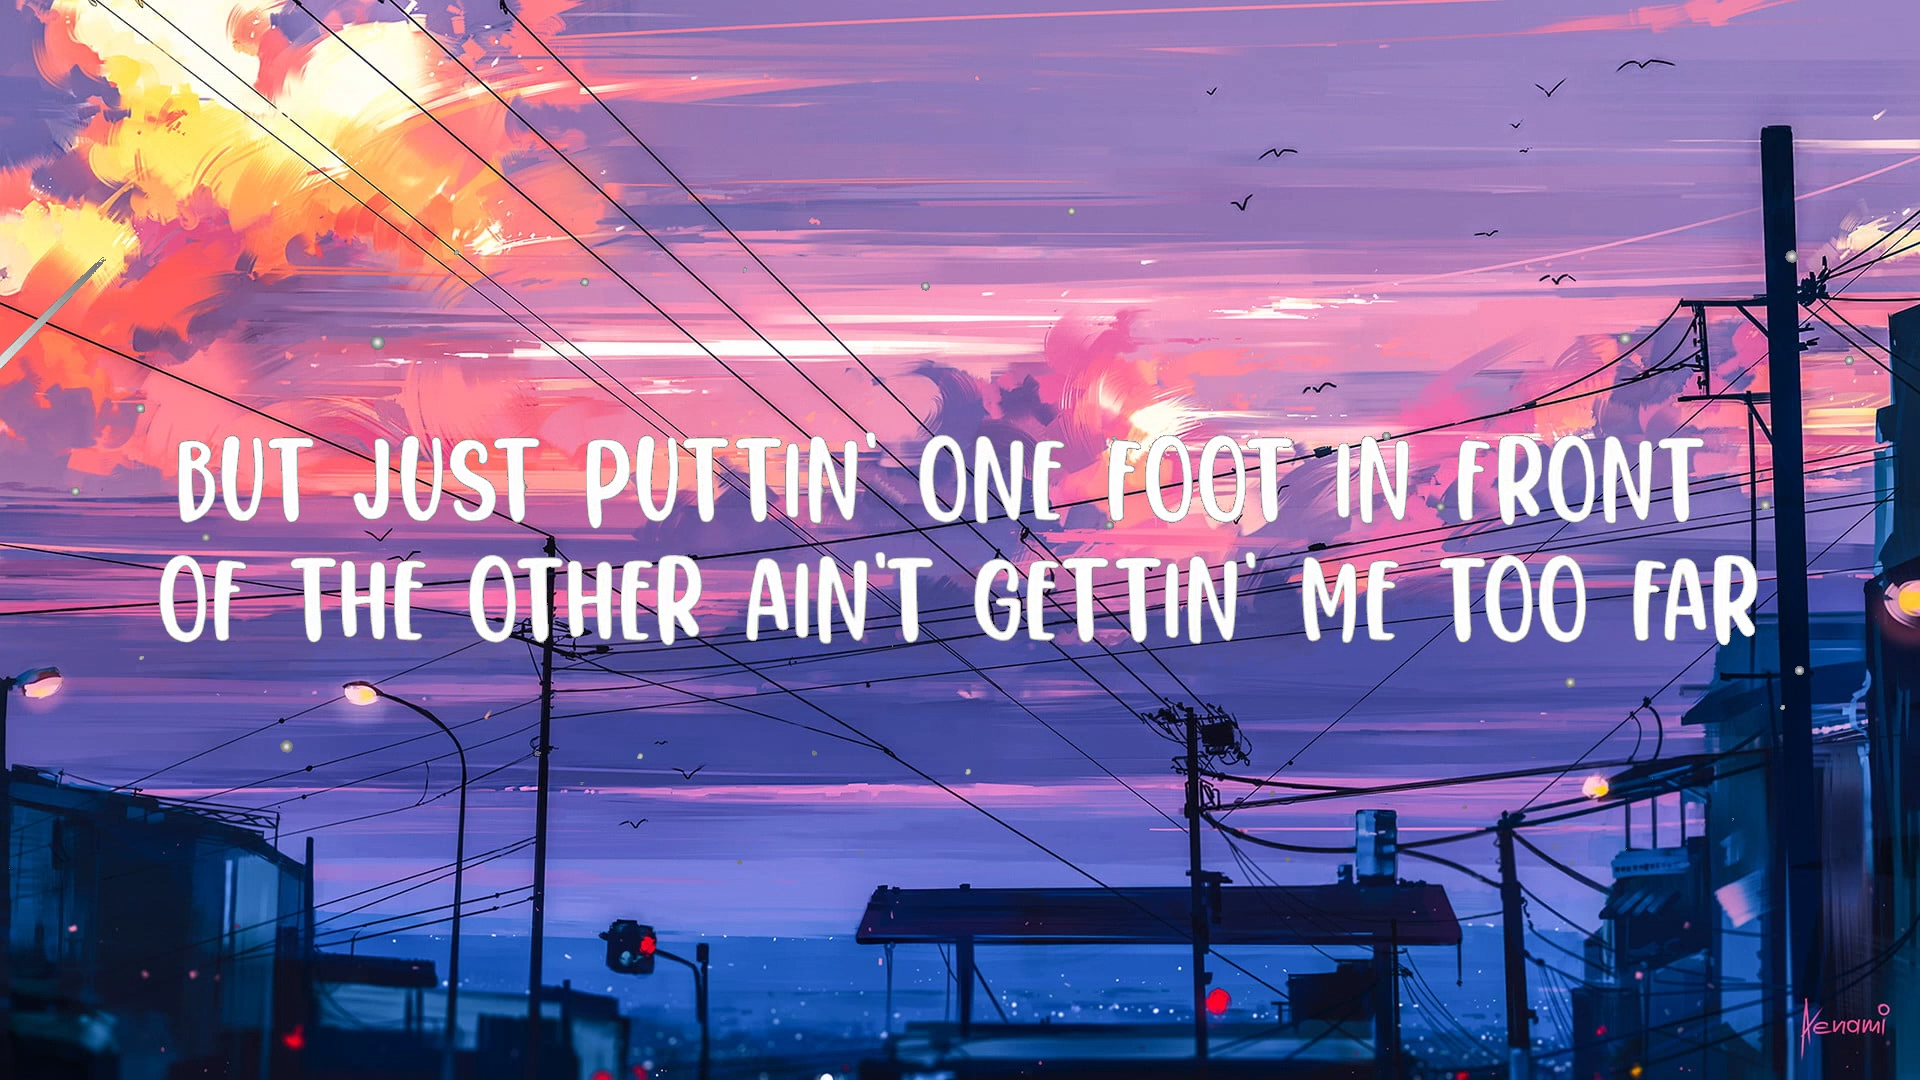 BUT JUST PUTTIN' ONE FOOT IN FRONT
OF THE OTHER AIN'T GETTIN' ME TOO FAR
Aenami